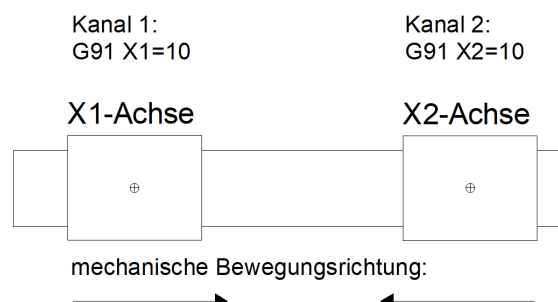 Kanal 1:
G91 X1=10
Kanal 2:
G91 X2=10
X1-Achse
X2-Achse
mechanische Bewegungsrichtung: